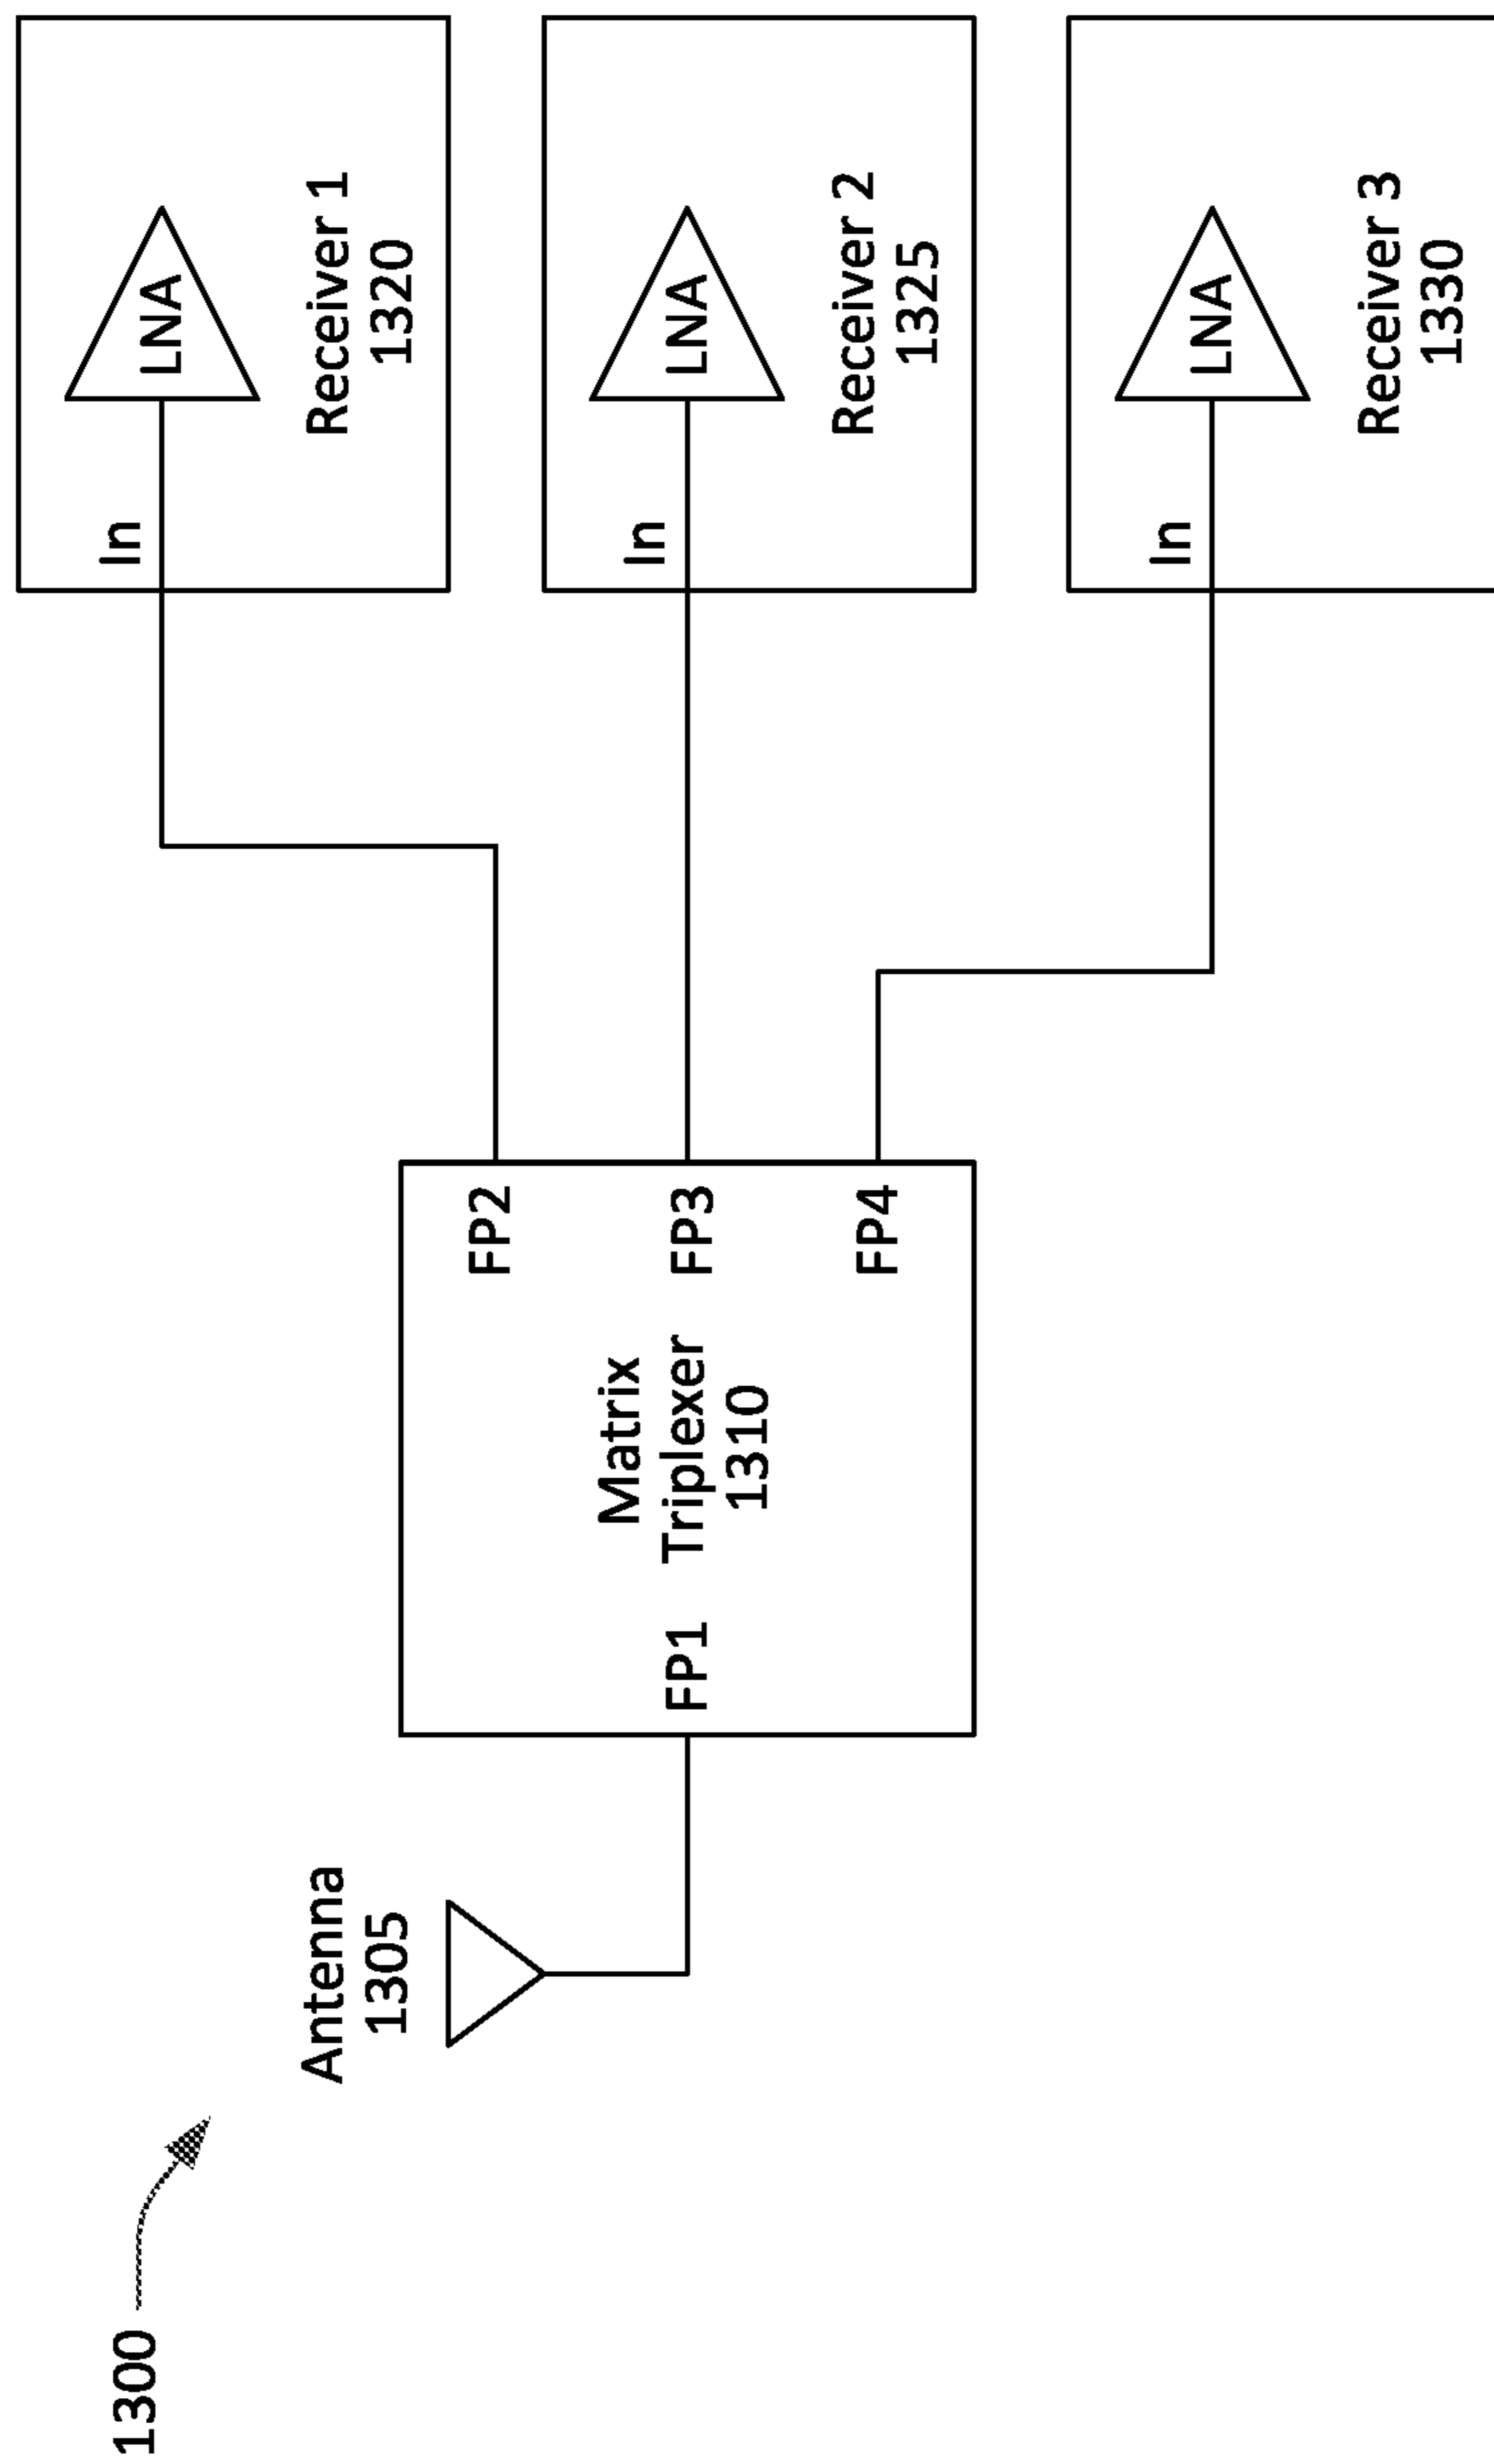 1300
Antenna
1305
FP1
Matrix
Triplexer
1310
FP2
FP3
FP4
In
LNA
Receiver 1
1320
In
LNA
Receiver 2
1325
In
LNA
Receiver 3
1330